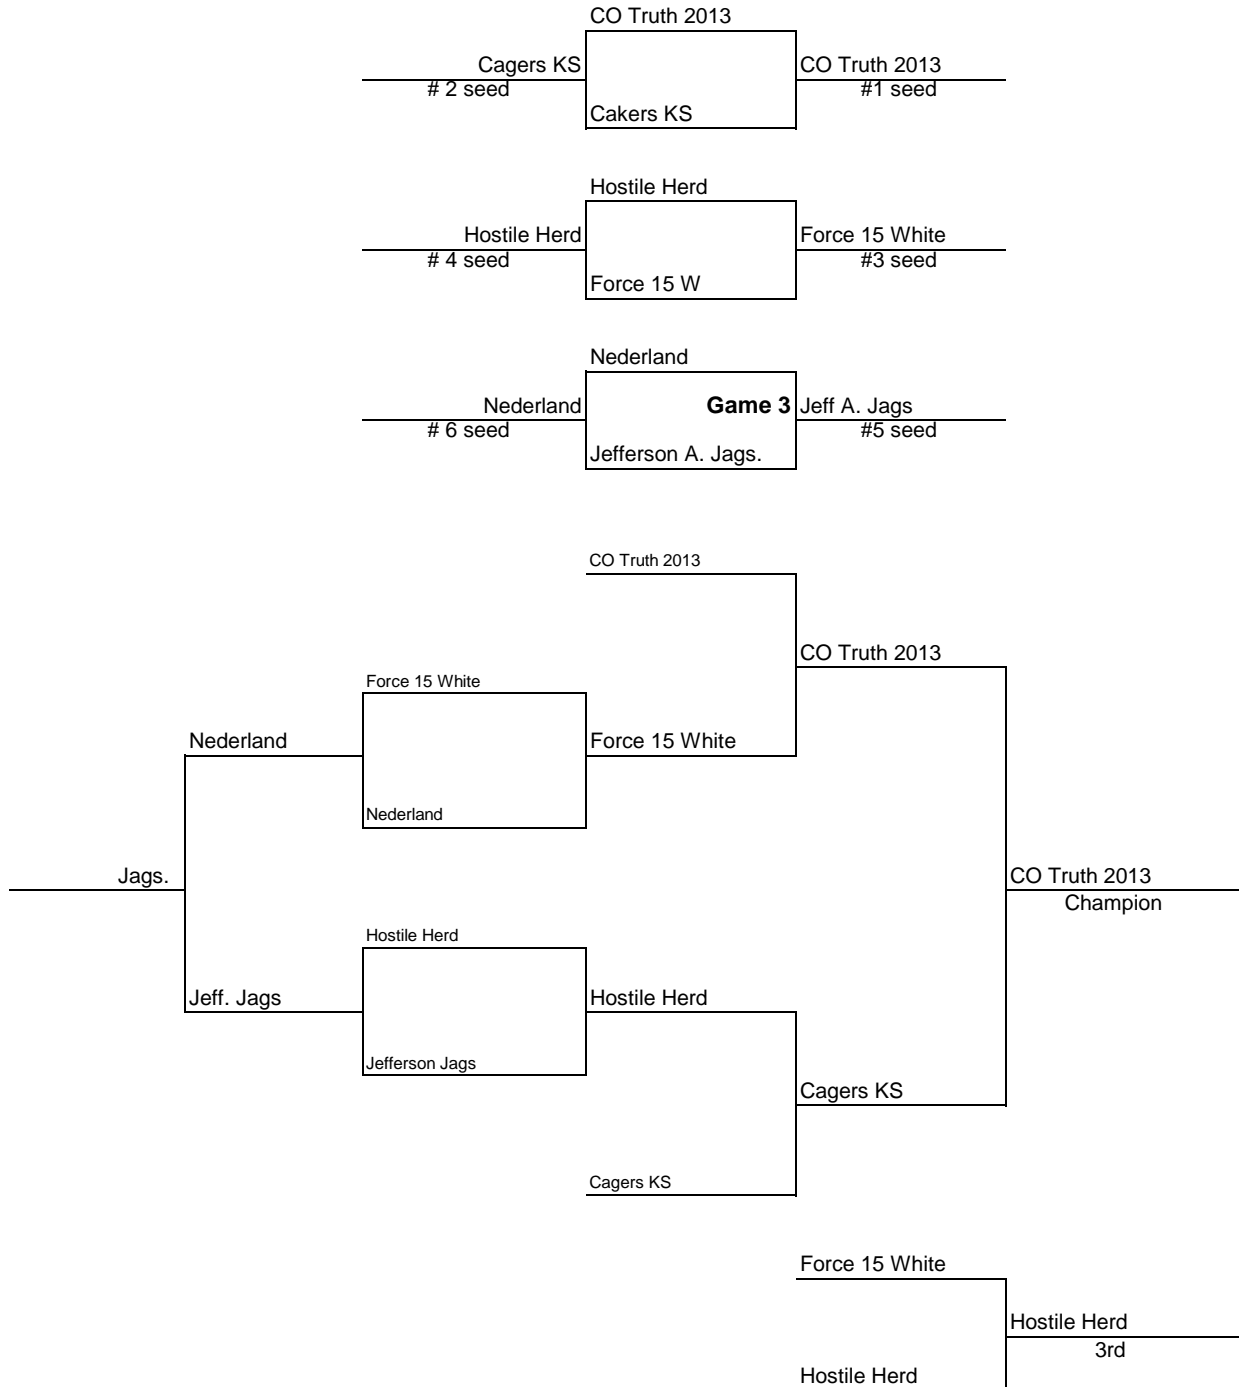 CO Truth 2013
Cagers KS
CO Truth 2013
# 2 seed
#1 seed
Cakers KS
Hostile Herd
Hostile Herd
Force 15 White
# 4 seed
#3 seed
Force 15 W
Nederland
Nederland
Game 3
Jeff A. Jags
# 6 seed
#5 seed
Jefferson A. Jags.
CO Truth 2013
CO Truth 2013
Force 15 White
Nederland
Force 15 White
Nederland
Jags.
CO Truth 2013
Champion
Hostile Herd
Jeff. Jags
Hostile Herd
Jefferson Jags
Cagers KS
Cagers KS
Force 15 White
Hostile Herd
3rd
Hostile Herd